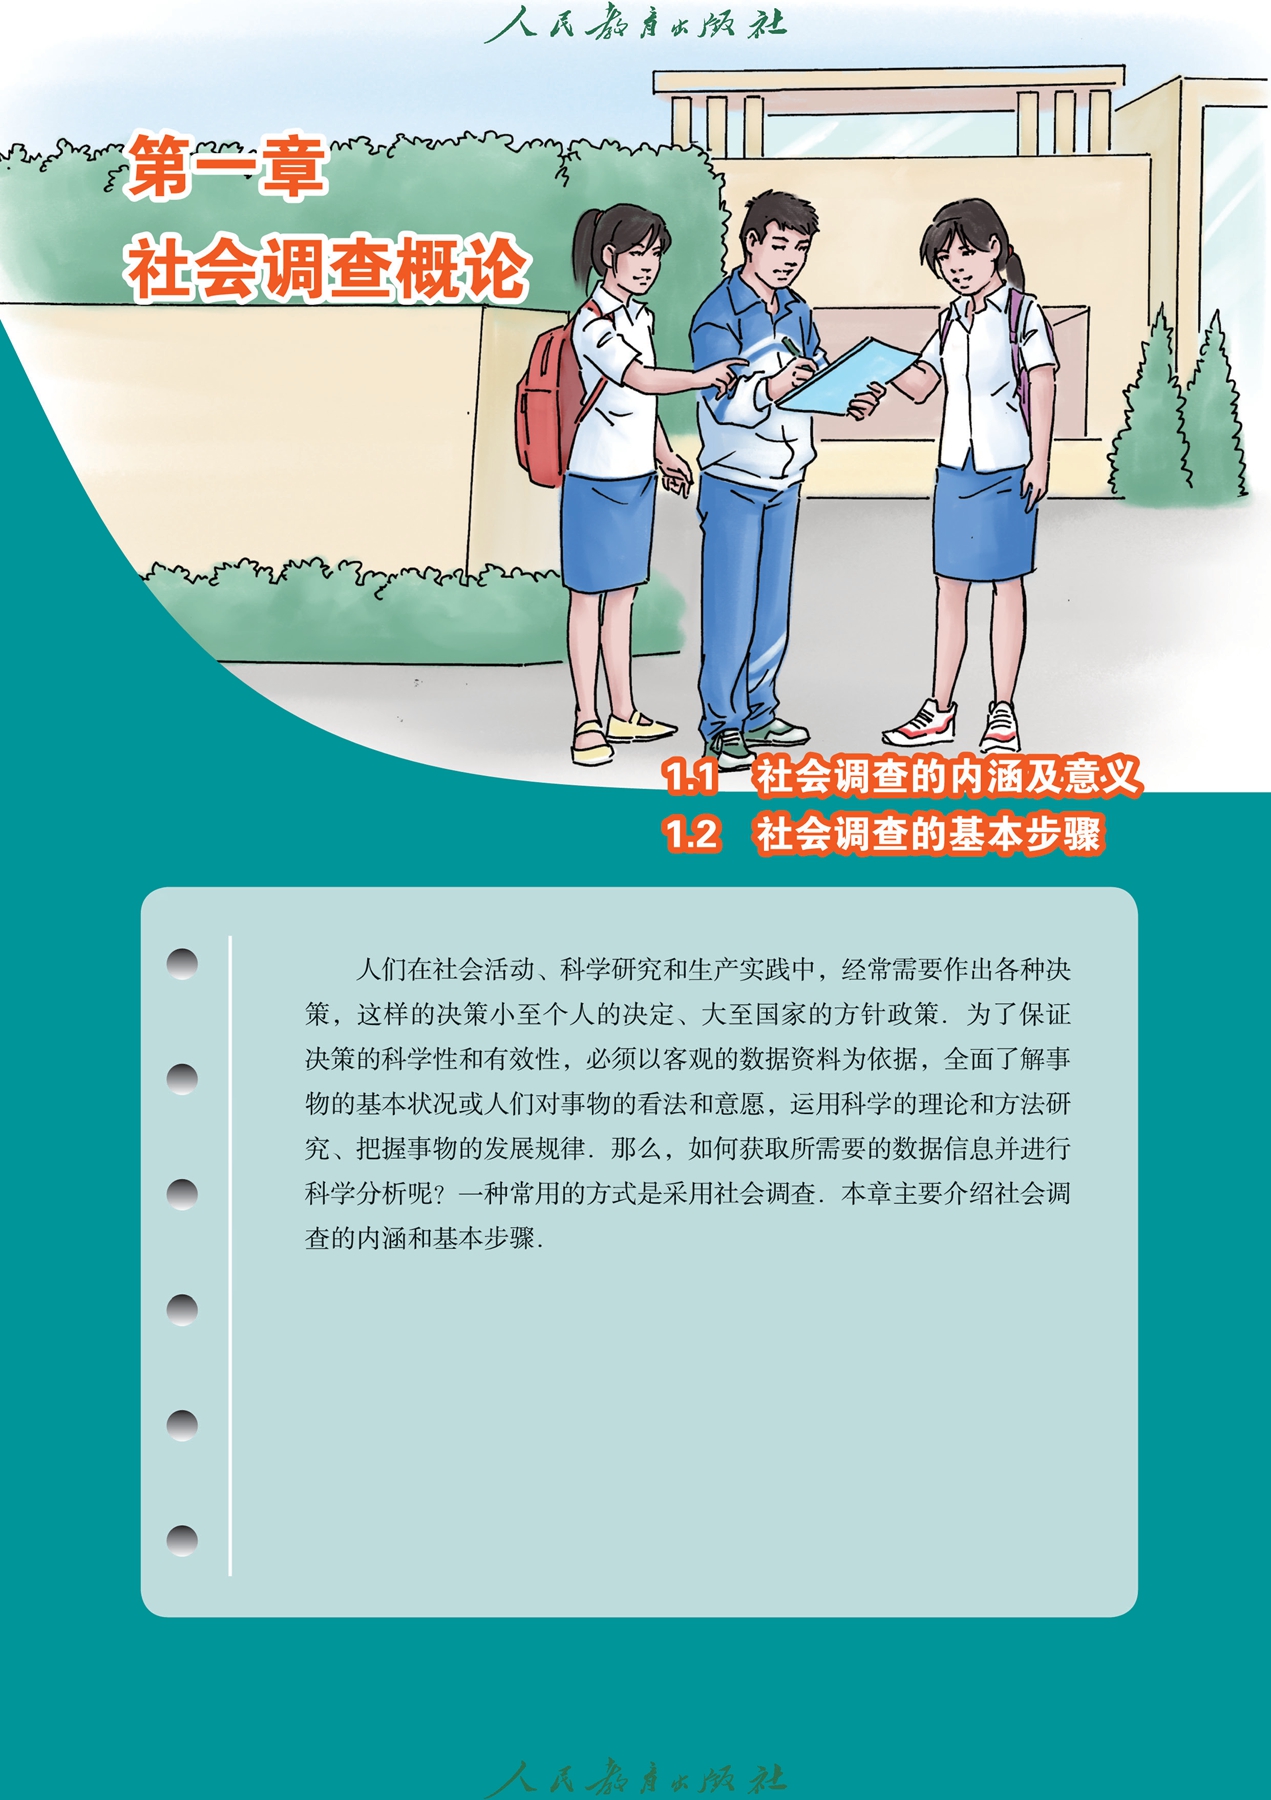 人民教育出版社
第一章
社会调查概论
1.1 社会调查的内涵及意义
1.2 社会调查的基本步骤
人们在社会活动、科学研究和生产实践中，经常需要作出各种决
策，这样的决策小至个人的决定、大至国家的方针政策．为了保证
决策的科学性和有效性，必须以客观的数据资料为依据，全面了解事
物的基本状况或人们对事物的看法和意愿，运用科学的理论和方法研
究、把握事物的发展规律．那么，如何获取所需要的数据信息并进行
科学分析呢？一种常用的方式是采用社会调查．本章主要介绍社会调
查的内涵和基本步骤．
人民教育出版社